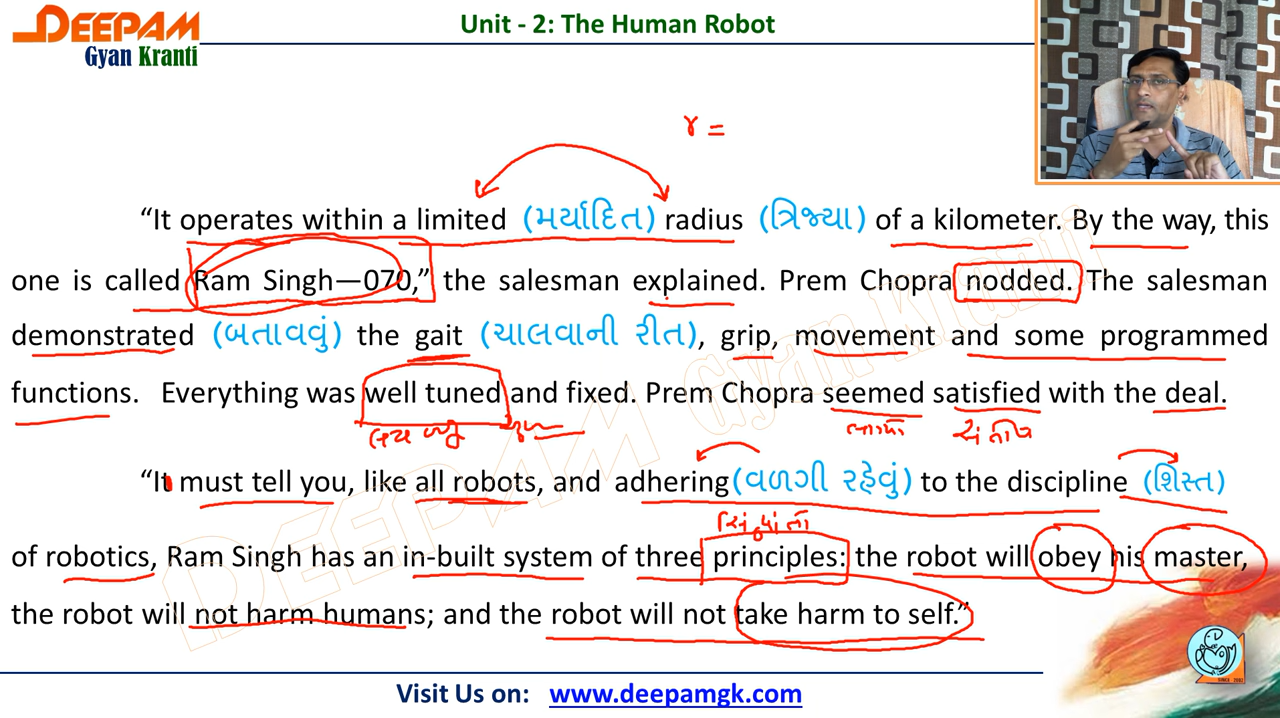 DEEPAM
Gyan Kranti
Unit - 2: The Human Robot
r =
“It operates within a limited (મર્યાદિત) radius (ત્રિજ્યા) of a kilometer. By the way, this
one is called Ram Singh—070,” the salesman explained. Prem Chopra nodded. The salesman
demonstrated (બતાવવું) the gait (ચાલવાની રીત), grip, movement and some programmed
functions. Everything was well tuned and fixed. Prem Chopra seemed satisfied with the deal.
“It must tell you, like all robots, and adhering(વળગી રહેવું) to the discipline (શિસ્ત)
of robotics, Ram Singh has an in-built system of three principles: the robot will obey his master,
the robot will not harm humans; and the robot will not take harm to self.”
DEEPAM Gyan Kranti
Visit Us on: www.deepamgk.com